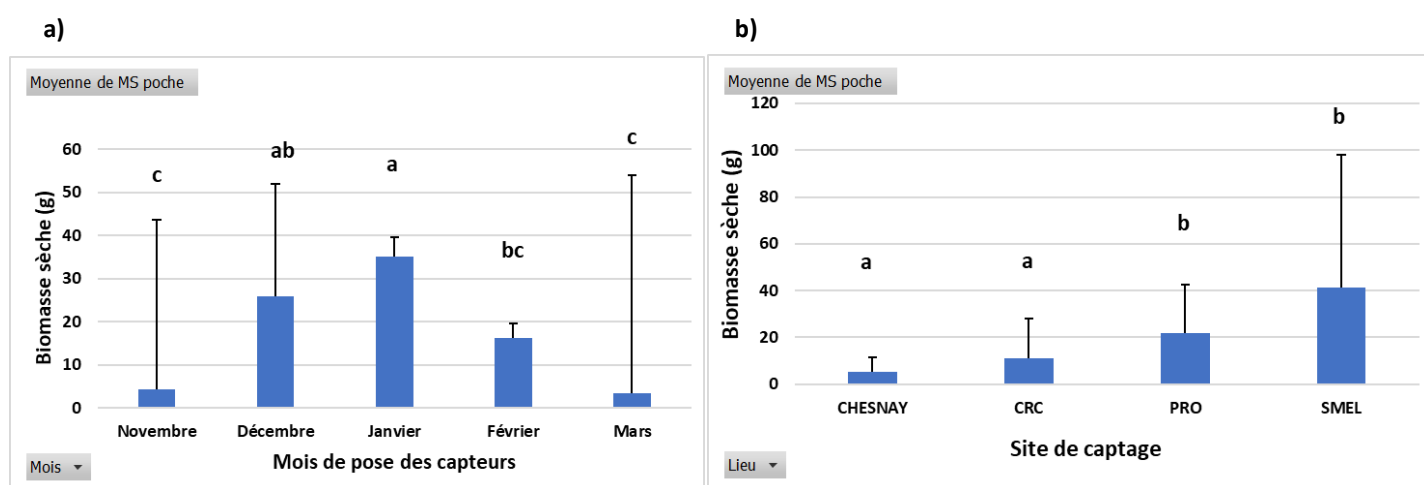 a)
Moyenne de MS poche
Biomasse sèche (g)
60
50
40
30
20
10
0
c
ab
a
bc
c
Novembre
Décembre
Janvier
Février
Mars
Mois de pose des capteurs
Mois
b)
Moyenne de MS poche
Biomasse sèche (g)
120
100
80
60
40
20
0
a
a
b
b
CHESNAY
CRC
PRO
SMEL
Site de captage
Lieu